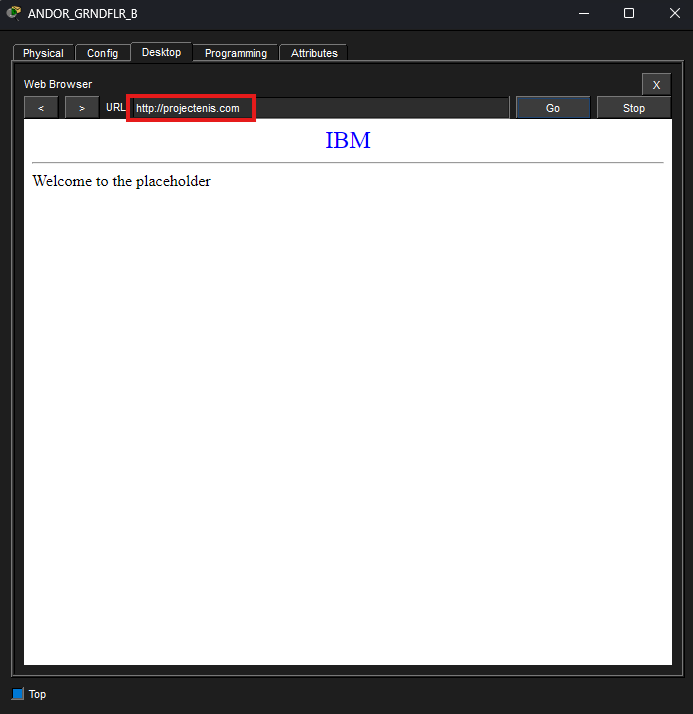 ANDOR_GRNDFLR_B
Physical Config Desktop Programming Attributes
Web Browser X
< > URL http://projectenis.com Go Stop
IBM
Welcome to the placeholder
Top